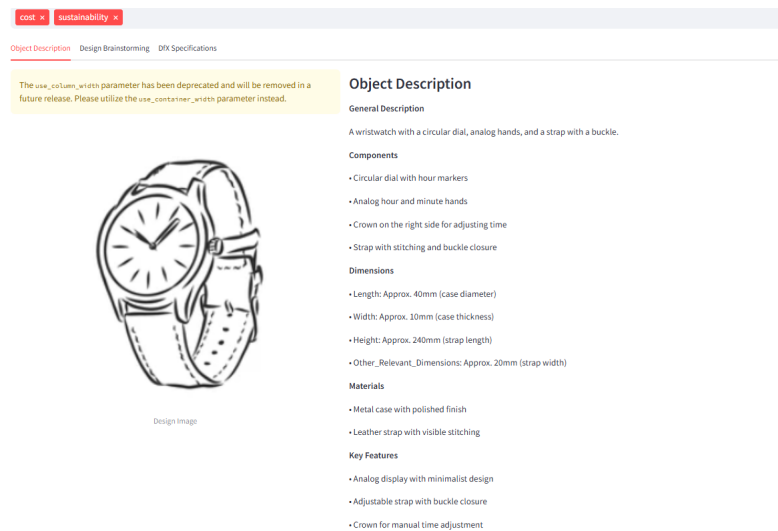 cost × sustainability ×
Object Description Design Brainstorming DfX Specifications
The use_column_width parameter has been deprecated and will be removed in a
future release. Please utilize the use_container_width parameter instead.
Design Image
Object Description
General Description
A wristwatch with a circular dial, analog hands, and a strap with a buckle.
Components
• Circular dial with hour markers
• Analog hour and minute hands
• Crown on the right side for adjusting time
• Strap with stitching and buckle closure
Dimensions
• Length: Approx. 40mm (case diameter)
• Width: Approx. 10mm (case thickness)
• Height: Approx. 240mm (strap length)
• Other_Relevant_Dimensions: Approx. 20mm (strap width)
Materials
• Metal case with polished finish
• Leather strap with visible stitching
Key Features
• Analog display with minimalist design
• Adjustable strap with buckle closure
• Crown for manual time adjustment